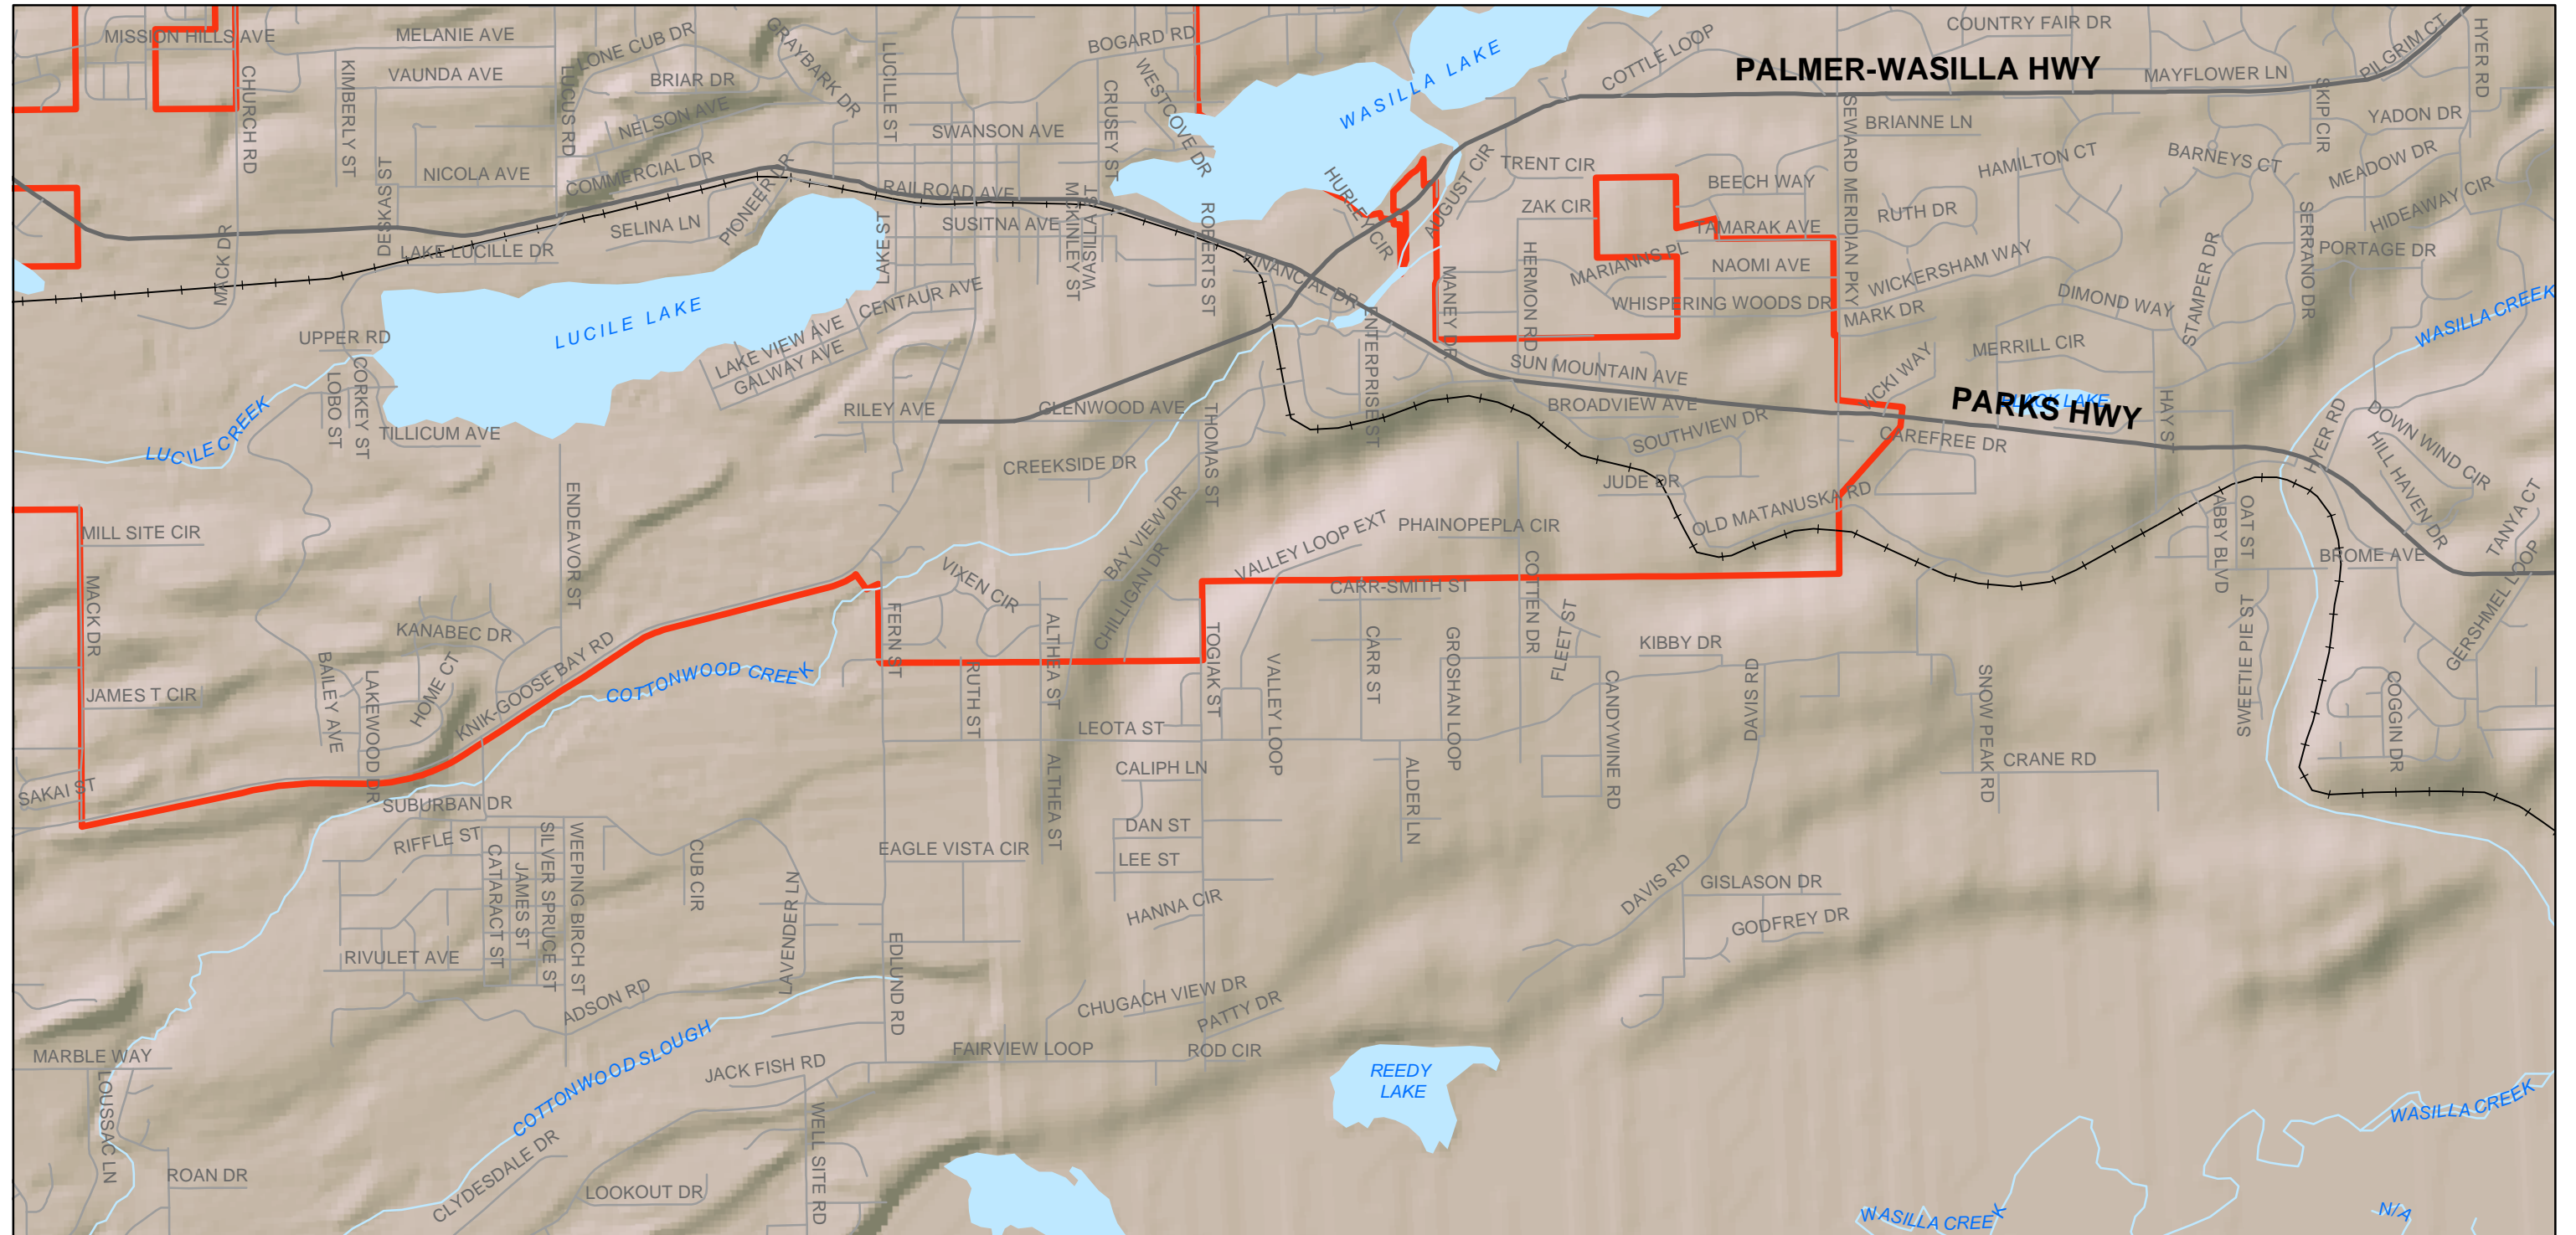 MISSION HILLS AVE
MELANIE AVE
LONE CUB DR
GRAYBARK DR
LUCILLE ST
BOGARD RD
WASILLA LAKE
COTTLE LOOP
COUNTRY FAIR DR
PILGRIM CT
HYER RD
PALMER-WASILLA HWY
CHURCH RD
KIMBERLY ST
VAUNDA AVE
LUCUS RD
BRIAR DR
CRUSEY ST
WESTCOVE DR
MAYFLOWER LN
SKIP CIR
NELSON AVE
SWANSON AVE
SEWARD MERIDIAN PKY
BRIANNE LN
YADON DR
DESKAS ST
NICOLA AVE
COMMERCIAL DR
PIONEER DR
RAILROAD AVE
HURLEY CIR
AUGUST CIR
TRENT CIR
BEECH WAY
HAMILTON CT
BARNEYS CT
MEADOW DR
HIDEAWAY CIR
MACK DR
LAKE LUCILLE DR
SELINA LN
LAKE ST
SUSITNA AVE
MCKINLEY ST
WASILLA ST
ROBERTS ST
ZAK CIR
TAMARAK AVE
RUTH DR
SERRANO DR
PORTAGE DR
FINANCIAL DR
MANEY DR
HERMON RD
MARIANNS PL
NAOMI AVE
WICKERSHAM WAY
STAMPER DR
LUCILE LAKE
CENTAUR AVE
ENTERPRISE ST
WHISPERING WOODS DR
MARK DR
DIMOND WAY
WASILLA CREEK
UPPER RD
LAKE VIEW AVE
GALWAY AVE
SUN MOUNTAIN AVE
VICKI WAY
MERRILL CIR
LOBO ST
CORKEY ST
LUCILE CREEK
TILLICUM AVE
RILEY AVE
GLENWOOD AVE
THOMAS ST
BROADVIEW AVE
SOUTHVIEW DR
BLACK LAKE
PARKS HWY
HAY ST
CAREFREE DR
HYER RD
DOWN WIND CIR
HILL HAVEN DR
CREEKSIDE DR
JUDE DR
OLD MATANUSKA RD
MILL SITE CIR
ENDEAVOR ST
BAY VIEW DR
CHILLIGAN DR
VALLEY LOOP EXT
PHAINOPEPLA CIR
ABBY BLVD
OAT ST
BROME AVE
TANYA CT
GERSHMEL LOOP
MACK DR
VIXEN CIR
CARR-SMITH ST
COTTEN DR
FLEET ST
KANABEC DR
KNIK-GOOSE BAY RD
FERN ST
ALTHEA ST
TOGIAK ST
CARR ST
GROSHAN LOOP
KIBBY DR
SWEETIE PIE ST
JAMES T CIR
BAILEY AVE
LAKEWOOD DR
HOME CT
COTTONWOOD CREEK
RUTH ST
LEOTA ST
VALLEY LOOP
CANDYWINE RD
DAVIS RD
SNOW PEAK RD
COGGIN DR
SAKAI ST
SUBURBAN DR
ALTHEA ST
CALIPH LN
ALDER LN
CRANE RD
RIFFLE ST
CATARACT ST
JAMES ST
SILVER SPRUCE ST
WEEPING BIRCH ST
CUB CIR
LAVENDER LN
EAGLE VISTA CIR
DAN ST
LEE ST
HANNA CIR
DAVIS RD
GISLASON DR
GODFREY DR
RIVULET AVE
ADSON RD
EDLUND RD
CHUGACH VIEW DR
PATTY DR
MARBLE WAY
LOUSSAC LN
COTTONWOOD SLOUGH
JACK FISH RD
FAIRVIEW LOOP
ROD CIR
REEDY
LAKE
WASILLA CREEK
ROAN DR
CLYDESDALE DR
LOOKOUT DR
WELL SITE RD
WASILLA CREEK
N/A